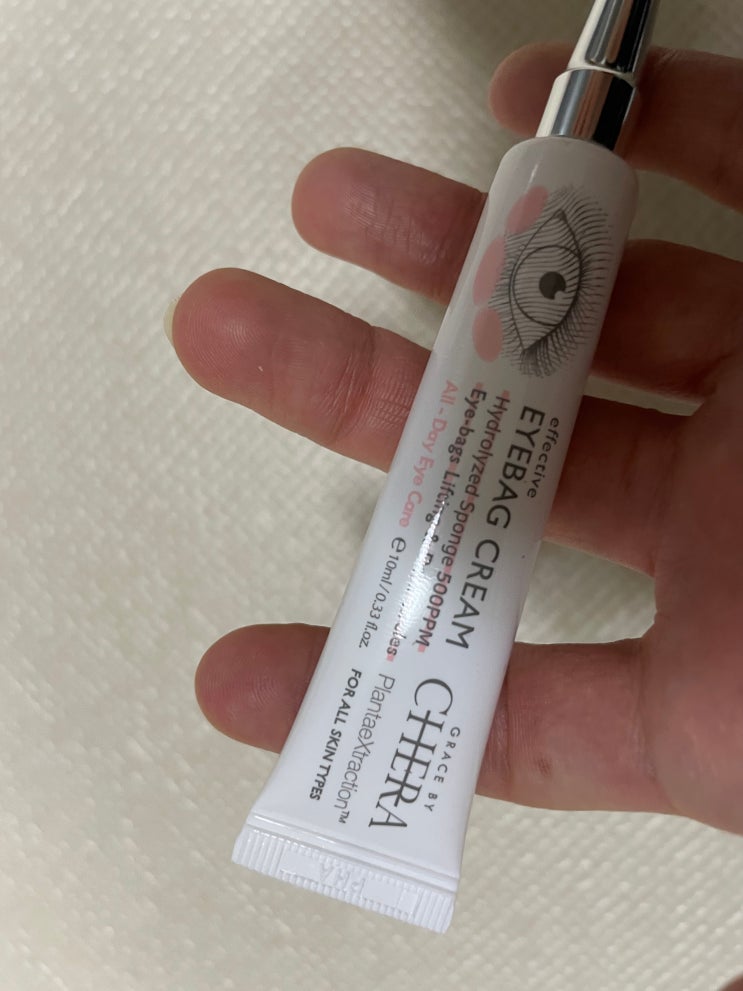 effective
EYEBAG CREAM
Hydrolyzed Sponge 500PPM
Eye-bags Lifting &
All - Day Eye Care
℮ 10ml/0.33 fl.oz.
GRACE BY
CHERA
PlantaeXtraction™
FOR ALL SKIN TYPES